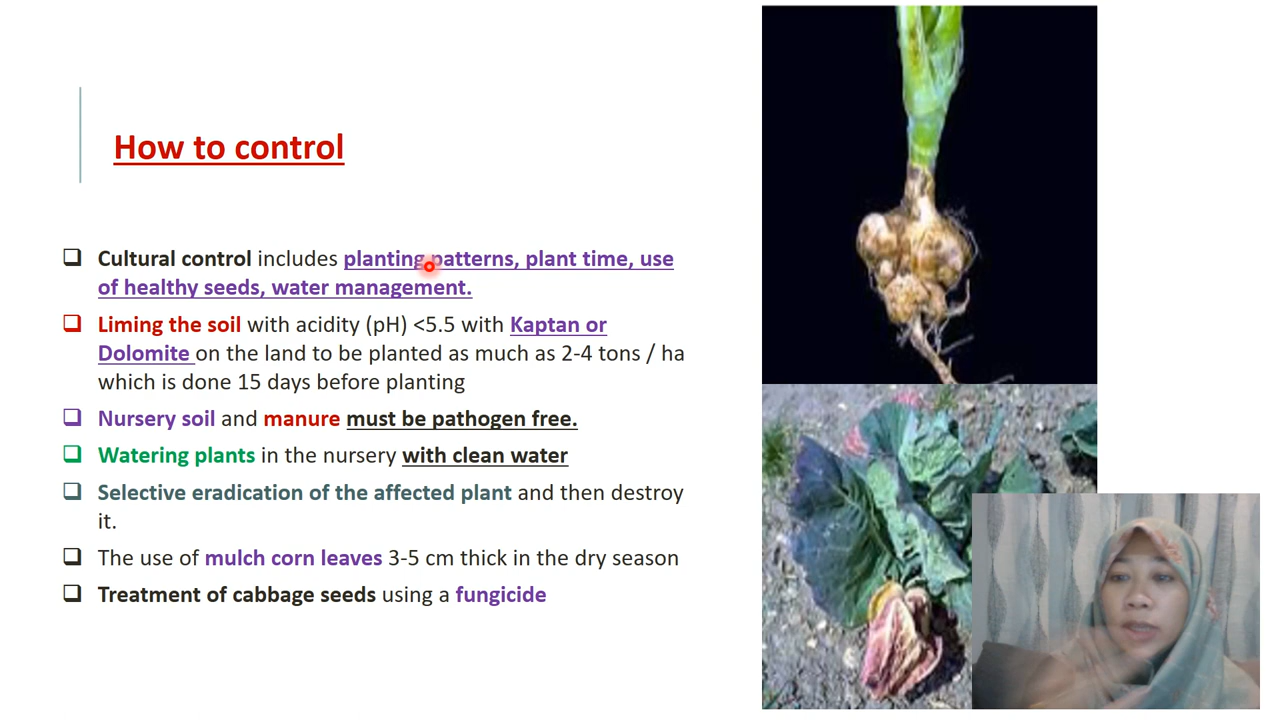 How to control
Cultural control includes planting patterns, plant time, use
of healthy seeds, water management.
Liming the soil with acidity (pH) <5.5 with Kaptan or
Dolomite on the land to be planted as much as 2-4 tons / ha
which is done 15 days before planting
Nursery soil and manure must be pathogen free.
Watering plants in the nursery with clean water
Selective eradication of the affected plant and then destroy
it.
The use of mulch corn leaves 3-5 cm thick in the dry season
Treatment of cabbage seeds using a fungicide